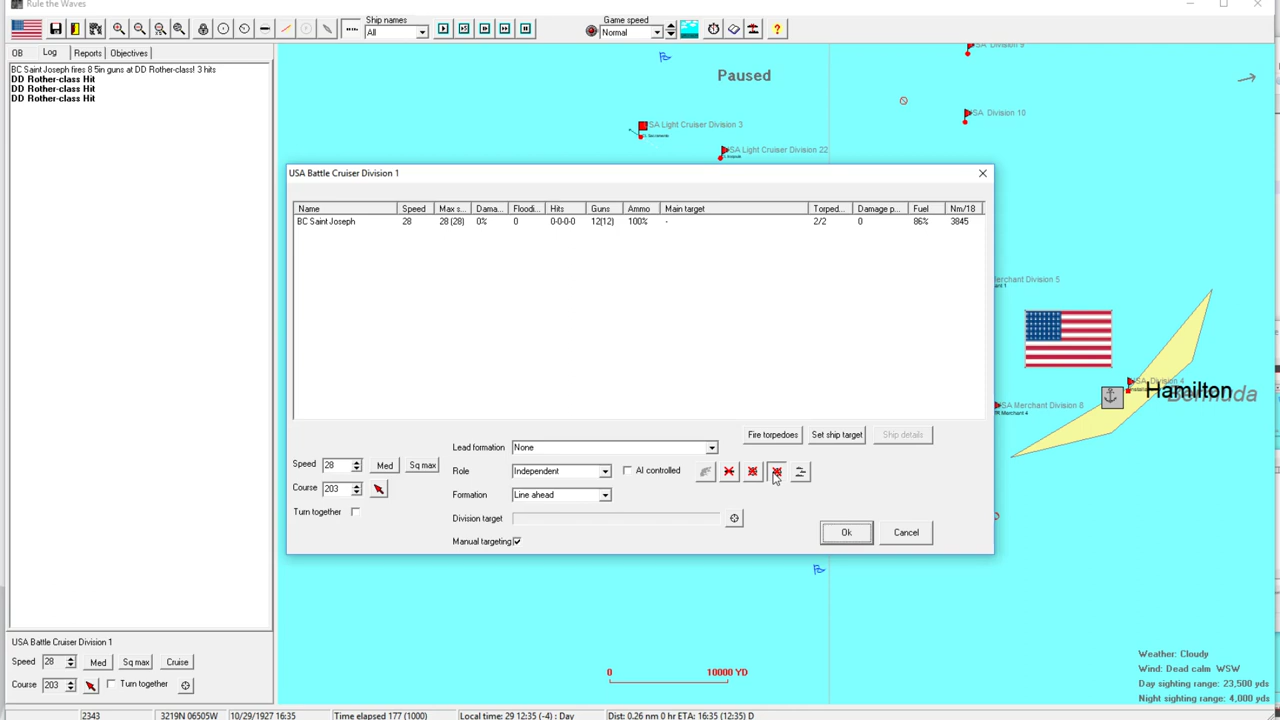 Rule the Waves
Ship names
All
Game speed
Normal
OB
Log
Reports
Objectives
BC Saint Joseph fires 8 5in guns at DD Rother-class! 3 hits
DD Rother-class Hit
DD Rother-class Hit
DD Rother-class Hit
Paused
SA Division 9
SA Division 10
SA Light Cruiser Division 3
USA Light Cruiser Division 22
USA Battle Cruiser Division 1
Name Speed Max s... Dama... Floodi... Hits Guns Ammo Main target Torped... Damage p... Fuel Nm/18
BC Saint Joseph 28 28 (28) 0% 0 0-0-0-0 12(12) 100% - 2/2 0 86% 3845
erchant Division 5
SA Division 4
Hamilton
Bermuda
USA Merchant Division 8
TR Merchant 4
Fire torpedoes
Set ship target
Ship details
Lead formation None
Speed 28 Med Sq max
Role Independent AI controlled
Course 203
Formation Line ahead
Turn together
Division target
Manual targeting
Ok
Cancel
USA Battle Cruiser Division 1
Speed 28 Med Sq max Cruise
Course 203 Turn together
0 10000 YD
Weather: Cloudy
Wind: Dead calm WSW
Day sighting range: 23,500 yds
Night sighting range: 4,000 yds
2343 3219N 06505W 10/29/1927 16:35 Time elapsed 177 (1000) Local time: 29 12:35 (-4) : Day Dist: 0.26 nm 0 hr ETA: 16:35 (12:35) D